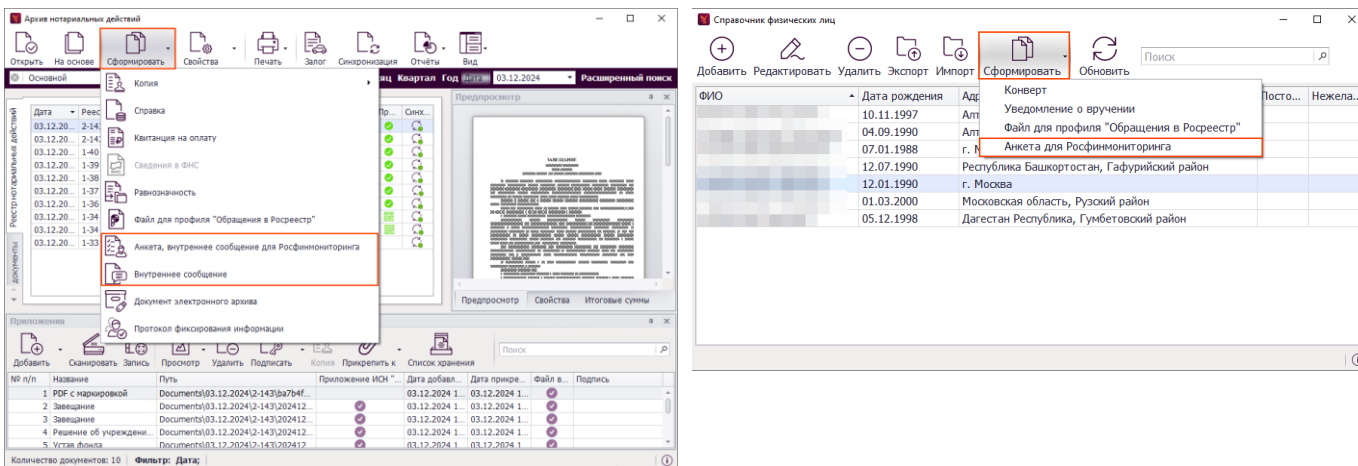 Архив нотариальных действий
Открыть На основе Сформировать Свойства Печать Залог Синхронизация Отчёты Вид
Основной Квартал Год Дата 03.12.2024 Расширенный поиск
Копия
Справка
Квитанция на оплату
Сведения в ФНС
Равнозначность
Файл для профиля "Обращения в Росреестр"
Анкета, внутреннее сообщение для Росфинмониторинга
Внутреннее сообщение
Документ электронного архива
Протокол фиксирования информации
Реестр нотариальных действий
документы
Дата Реес Пр... Синх...
03.12.20... 2-14
03.12.20... 2-14
03.12.20... 1-40
03.12.20... 1-39
03.12.20... 1-38
03.12.20... 1-37
03.12.20... 1-36
03.12.20... 1-34
03.12.20... 1-34
03.12.20... 1-33
Предпросмотр
Предпросмотр Свойства Итоговые суммы
Приложения
Добавить Сканировать Запись Просмотр Удалить Подписать Копия Прикрепить к Список хранения Поиск
№ п/п Название Путь Приложение ИСН "... Дата добавл... Дата прикре... Файл в... Подпись
1 PDF с маркировкой Documents\03.12.2024\2-143\ba7b4f... 03.12.2024 1... 03.12.2024 1...
2 Завещание Documents\03.12.2024\2-143\202412... 03.12.2024 1... 03.12.2024 1...
3 Завещание Documents\03.12.2024\2-143\202412... 03.12.2024 1... 03.12.2024 1...
4 Решение об учреждени... Documents\03.12.2024\2-143\202412... 03.12.2024 1... 03.12.2024 1...
5 Устав фонда Documents\03.12.2024\2-143\202412 03.12.2024 1 03.12.2024 1
Количество документов: 10 Фильтр: Дата;
Справочник физических лиц
Добавить Редактировать Удалить Экспорт Импорт Сформировать Обновить Поиск
Конверт
Уведомление о вручении
Файл для профиля "Обращения в Росреестр"
Анкета для Росфинмониторинга
ФИО Дата рождения Адр Посто... Нежела...
10.11.1997 Алт
04.09.1990 Алт
07.01.1988 г. М
12.07.1990 Республика Башкортостан, Гафурийский район
12.01.1990 г. Москва
01.03.2000 Московская область, Рузский район
05.12.1998 Дагестан Республика, Гумбетовский район